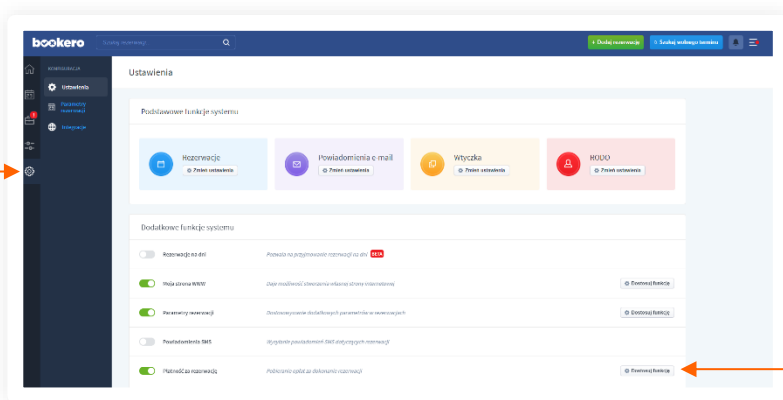 bookero
Szukaj rezerwacji
+ Dodaj rezerwację
Szukaj wolnego terminu
KONFIGURACJA
Ustawienia
Parametry
rezerwacji
Integracje
Ustawienia
Podstawowe funkcje systemu
Rezerwacje
Zmień ustawienia
Powiadomienia e-mail
Zmień ustawienia
Wtyczka
Zmień ustawienia
RODO
Zmień ustawienia
Dodatkowe funkcje systemu
Rezerwacje na dni
Pozwala na przyjmowanie rezerwacji na dni BETA
Moja strona WWW
Daje możliwość stworzenia własnej strony internetowej
Dostosuj funkcję
Parametry rezerwacji
Dostosowywanie dodatkowych parametrów w rezerwacjach
Dostosuj funkcję
Powiadomienia SMS
Wysyłanie powiadomień SMS dotyczących rezerwacji
Płatność za rezerwację
Pobieranie opłat za dokonanie rezerwacji
Dostosuj funkcję